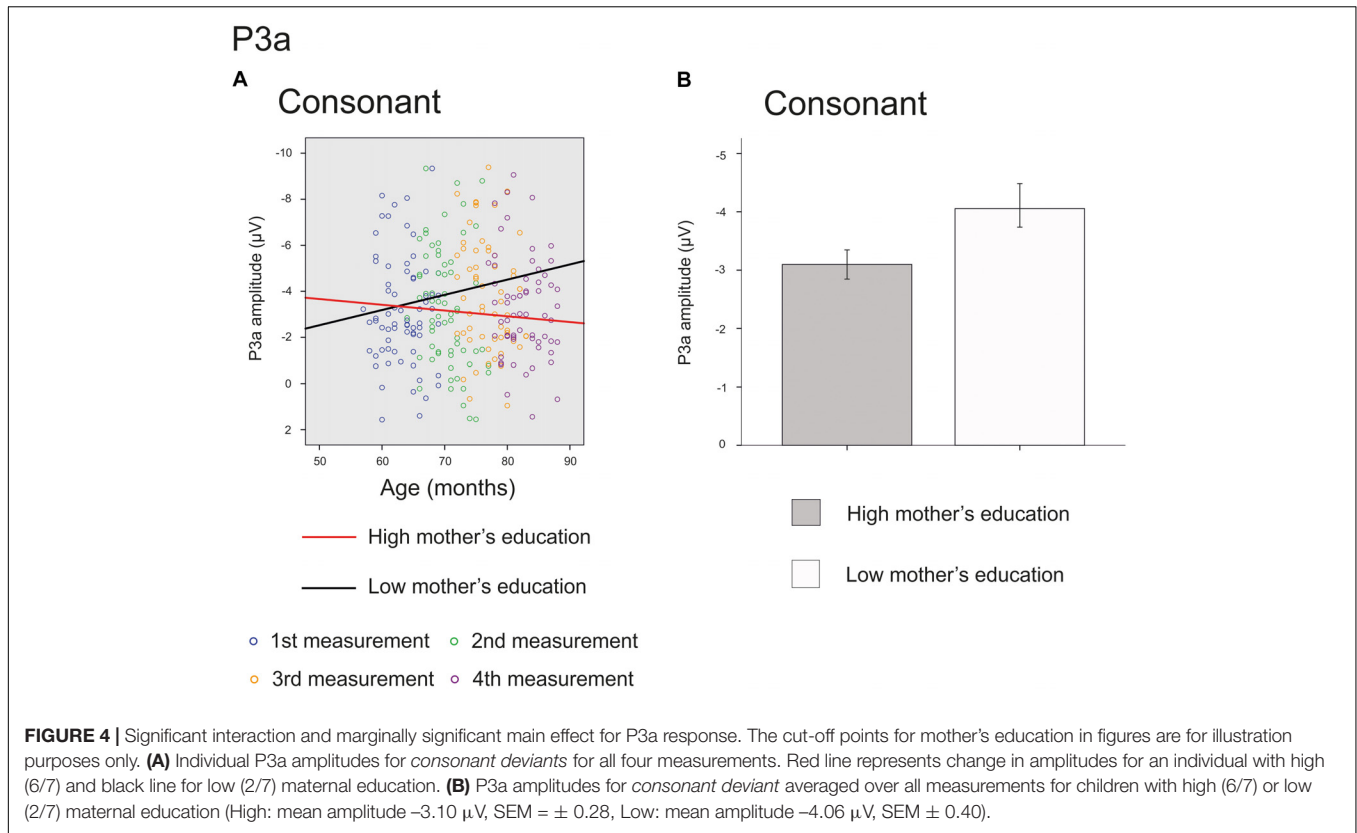 P3a
A
Consonant
-10
-8
-6
-4
-2
0
2
P3a amplitude (µV)
50 60 70 80 90
Age (months)
High mother's education
Low mother's education
1st measurement 2nd measurement
3rd measurement 4th measurement
B
Consonant
-5
-4
-3
-2
-1
0
P3a amplitude (µV)
High mother's education
Low mother's education
FIGURE 4 | Significant interaction and marginally significant main effect for P3a response. The cut-off points for mother's education in figures are for illustration
purposes only. (A) Individual P3a amplitudes for consonant deviants for all four measurements. Red line represents change in amplitudes for an individual with high
(6/7) and black line for low (2/7) maternal education. (B) P3a amplitudes for consonant deviant averaged over all measurements for children with high (6/7) or low
(2/7) maternal education (High: mean amplitude –3.10 µV, SEM = ± 0.28, Low: mean amplitude –4.06 µV, SEM ± 0.40).